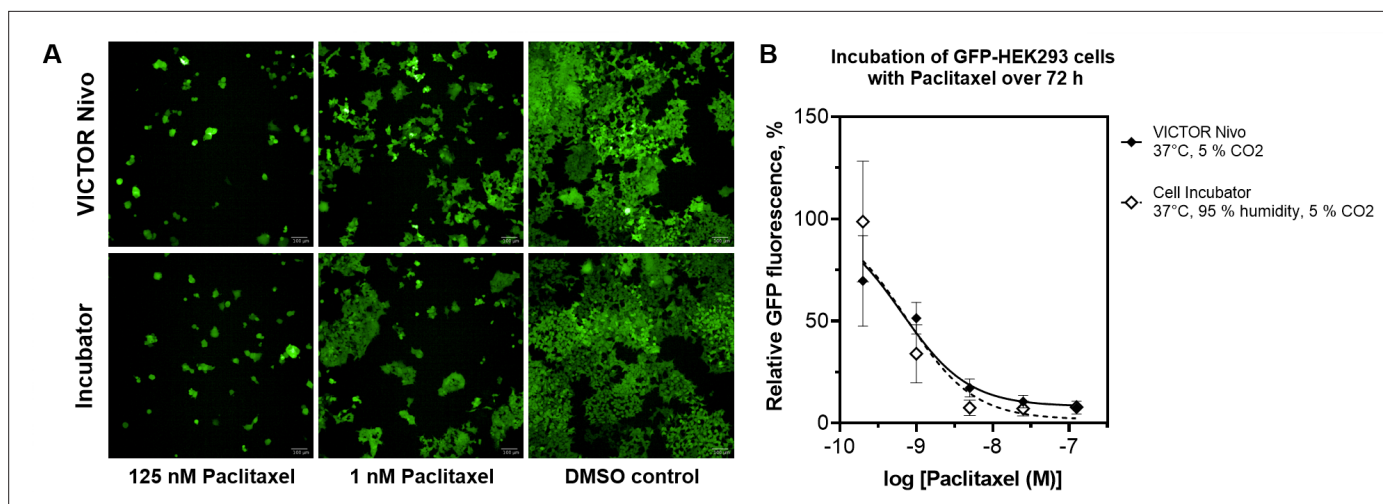 A
VICTOR Nivo
Incubator
125 nM Paclitaxel
1 nM Paclitaxel
DMSO control
B
Incubation of GFP-HEK293 cells
with Paclitaxel over 72 h
Relative GFP fluorescence, %
150
100
50
0
-10
-9
-8
-7
log [Paclitaxel (M)]
VICTOR Nivo
37°C, 5 % CO2
Cell Incubator
37°C, 95 % humidity, 5 % CO2